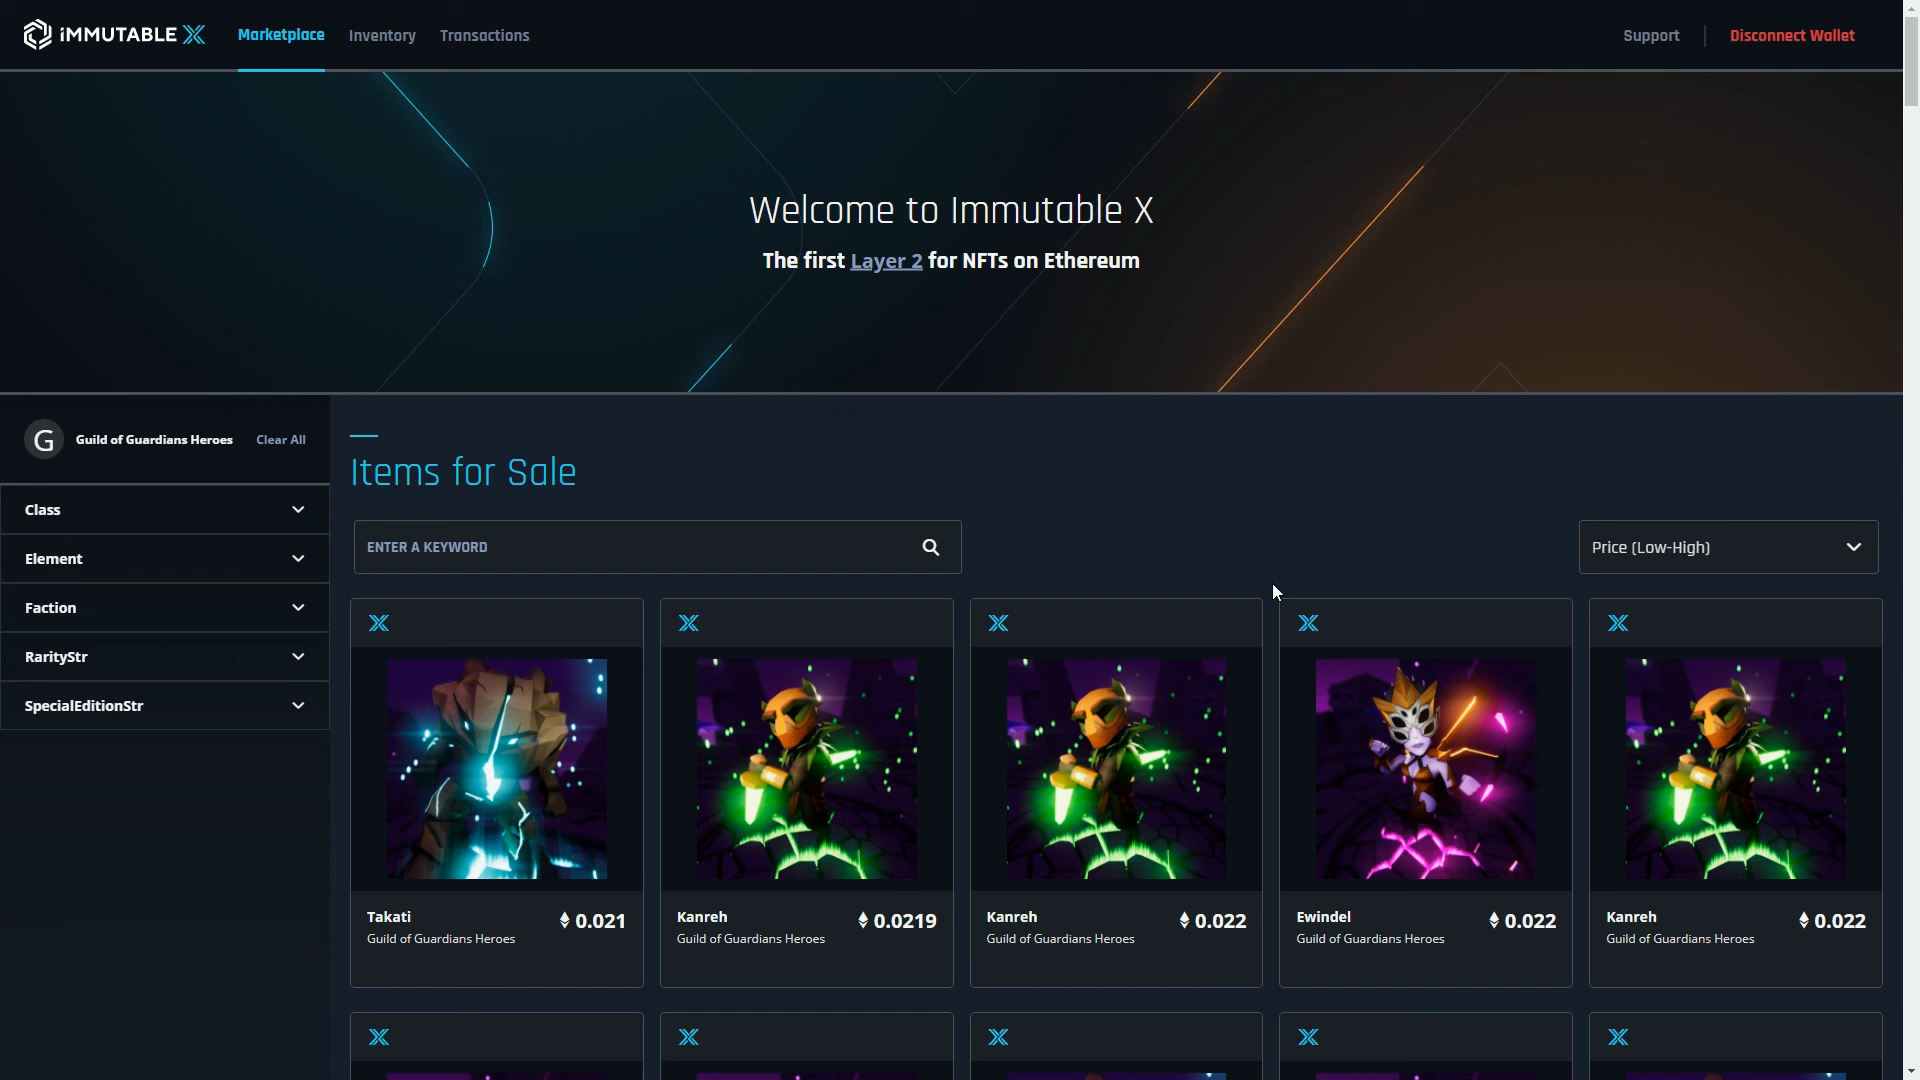 iMMUTABLE X
Marketplace
Inventory
Transactions
Support
Disconnect Wallet
Welcome to Immutable X
The first Layer 2 for NFTs on Ethereum
G
Guild of Guardians Heroes
Clear All
Class
Element
Faction
RarityStr
SpecialEditionStr
Items for Sale
ENTER A KEYWORD
Price (Low-High)
Takati
0.021
Guild of Guardians Heroes
Kanreh
0.0219
Guild of Guardians Heroes
Kanreh
0.022
Guild of Guardians Heroes
Ewindel
0.022
Guild of Guardians Heroes
Kanreh
0.022
Guild of Guardians Heroes